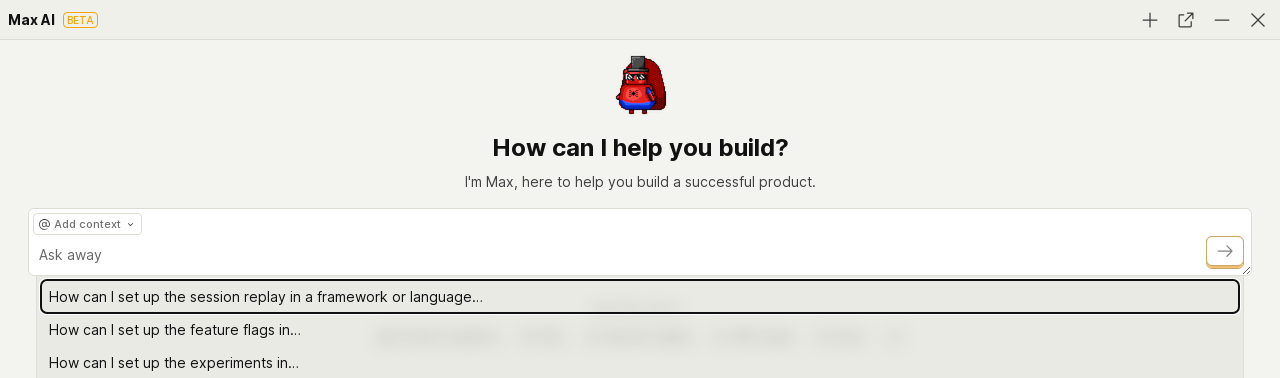 Max AI BETA
How can I help you build?
I'm Max, here to help you build a successful product.
@ Add context
Ask away
How can I set up the session replay in a framework or language…
How can I set up the feature flags in…
How can I set up the experiments in…